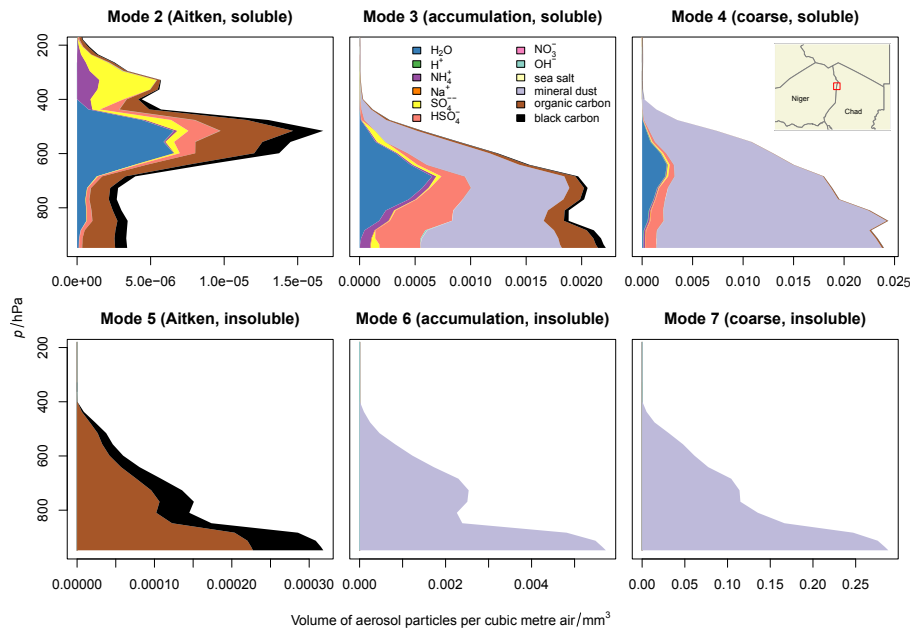 Mode 2 (Aitken, soluble)
Mode 3 (accumulation, soluble)
Mode 4 (coarse, soluble)
200
400
600
800
0.0e+00 5.0e−06 1.0e−05 1.5e−05
H₂O
H⁺
NH₄⁺
Na⁺
SO₄⁻⁻
HSO₄⁻
NO₃⁻
OH⁻
sea salt
mineral dust
organic carbon
black carbon
0.0000 0.0005 0.0010 0.0015 0.0020
Niger
Chad
0.000 0.005 0.010 0.015 0.020 0.025
p/hPa
Mode 5 (Aitken, insoluble)
Mode 6 (accumulation, insoluble)
Mode 7 (coarse, insoluble)
200
400
600
800
0.00000 0.00010 0.00020 0.00030
0.000 0.002 0.004
0.00 0.05 0.10 0.15 0.20 0.25
Volume of aerosol particles per cubic metre air/mm³